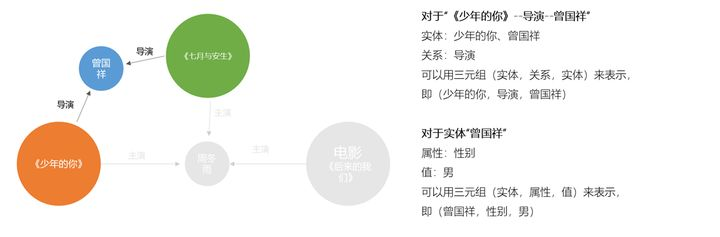 导演
曾国
祥
《七月与安生》
导演
主演
《少年的你》
主演
周冬
雨
主演
电影
《后来的我
们》
对于“《少年的你》--导演--曾国祥”
实体：少年的你、曾国祥
关系：导演
可以用三元组（实体，关系，实体）来表示，
即（少年的你，导演，曾国祥）
对于实体“曾国祥”
属性：性别
值：男
可以用三元组（实体，属性，值）来表示，
即（曾国祥，性别，男）